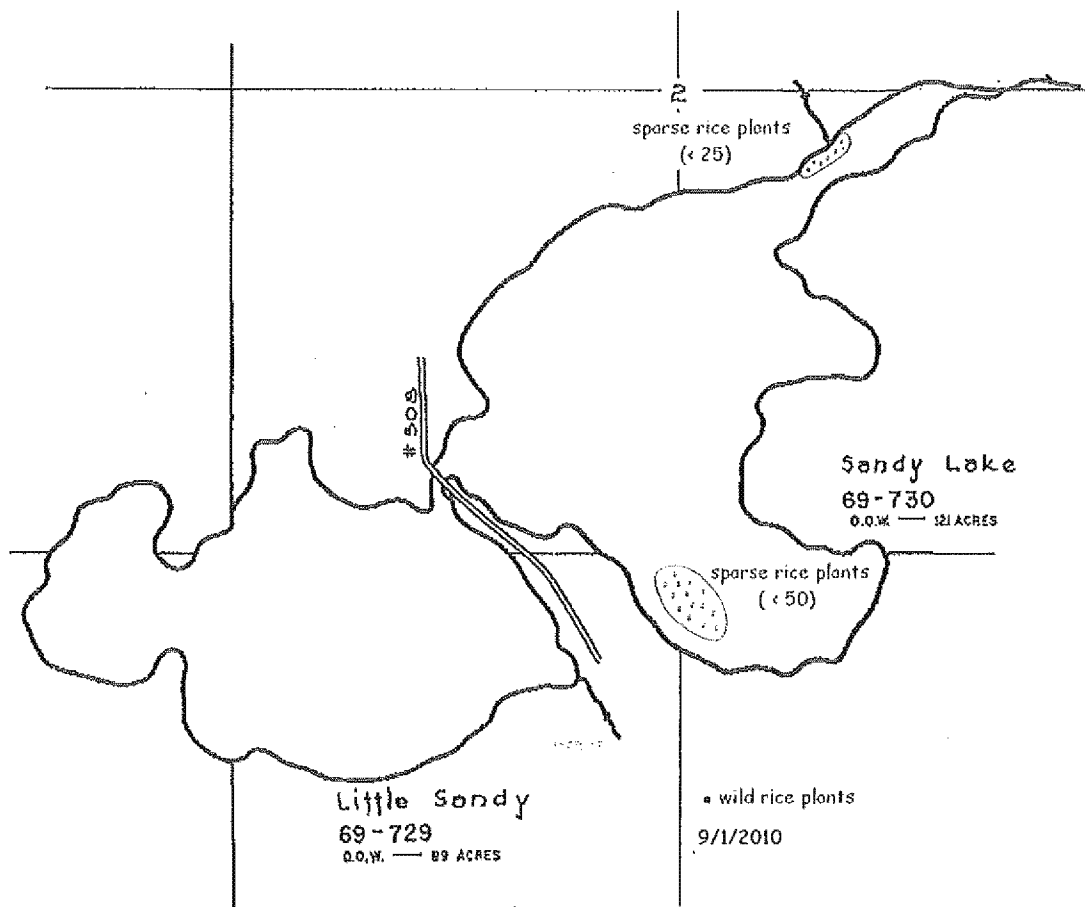 2
sparse rice plants
(< 25)
# 308
Sandy Lake
69-730
D.O.W. — 121 ACRES
sparse rice plants
( < 50)
Little Sandy
69-729
D.O.W. — 89 ACRES
• wild rice plants
9/1/2010